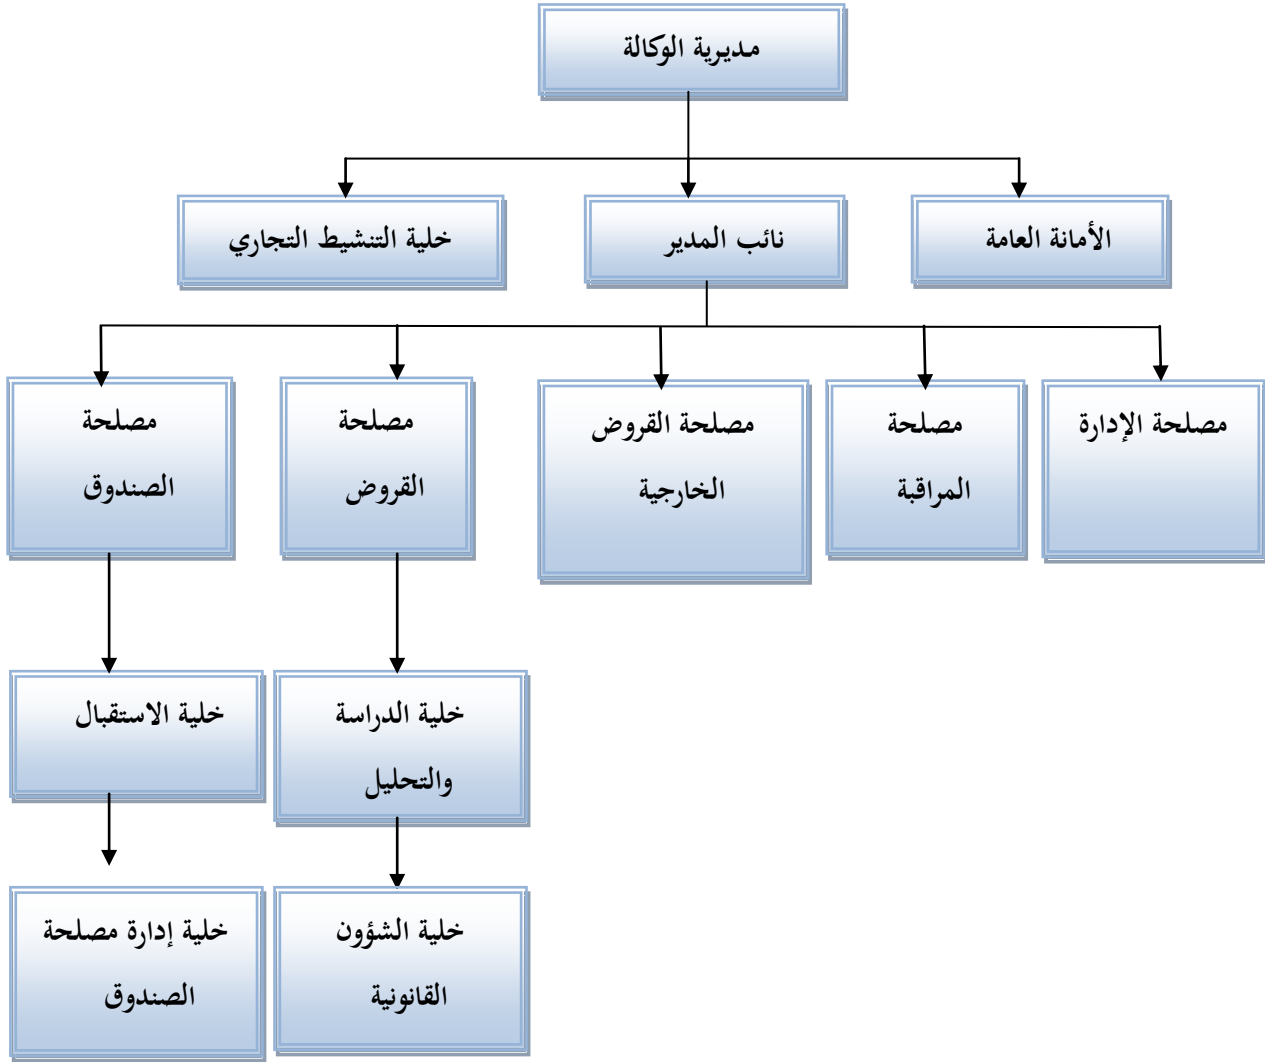 مديرية الوكالة
الأمانة العامة
نائب المدير
خلية التنشيط التجاري
مصلحة الإدارة
مصلحة
المراقبة
مصلحة القروض
الخارجية
مصلحة
القروض
مصلحة
الصندوق
خلية الدراسة
والتحليل
خلية الاستقبال
خلية الشؤون
القانونية
خلية إدارة مصلحة
الصندوق